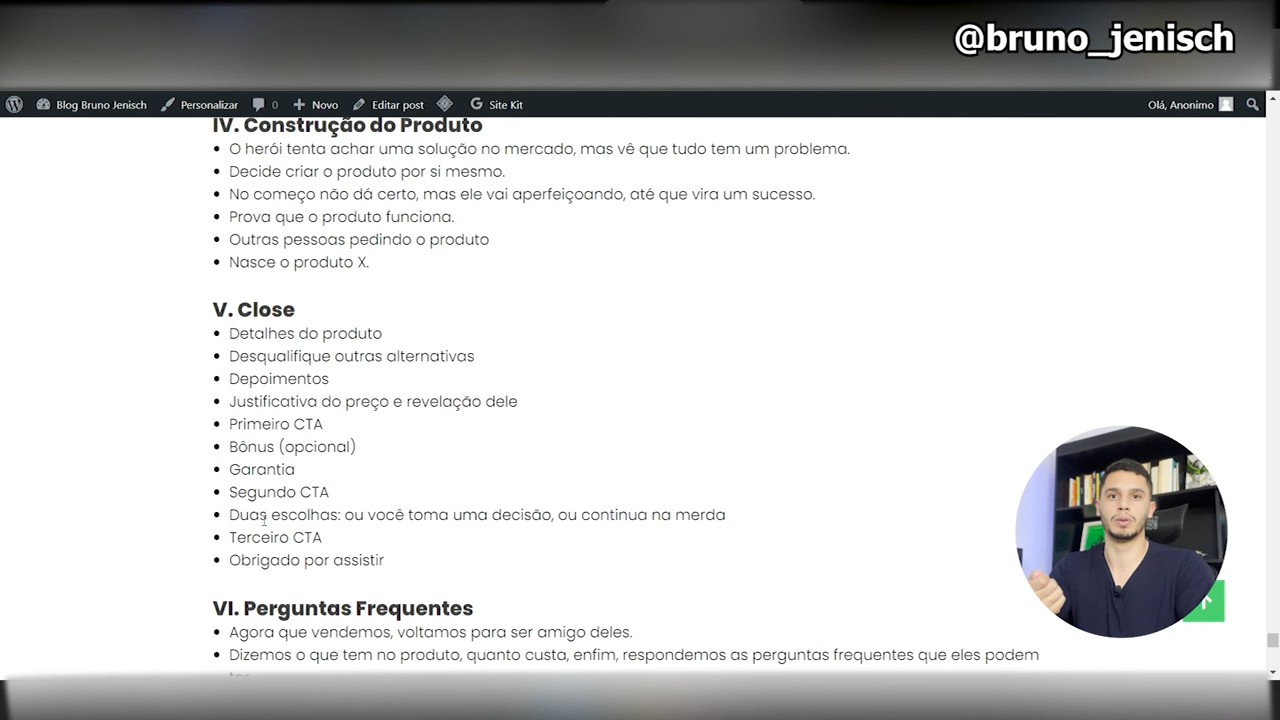 @bruno_jenisch
Blog Bruno Jenisch Personalizar 0 Novo Editar post Site Kit Olá, Anonimo
IV. Construção do Produto
• O herói tenta achar uma solução no mercado, mas vê que tudo tem um problema.
• Decide criar o produto por si mesmo.
• No começo não dá certo, mas ele vai aperfeiçoando, até que vira um sucesso.
• Prova que o produto funciona.
• Outras pessoas pedindo o produto
• Nasce o produto X.
V. Close
• Detalhes do produto
• Desqualifique outras alternativas
• Depoimentos
• Justificativa do preço e revelação dele
• Primeiro CTA
• Bônus (opcional)
• Garantia
• Segundo CTA
• Duas escolhas: ou você toma uma decisão, ou continua na merda
• Terceiro CTA
• Obrigado por assistir
VI. Perguntas Frequentes
• Agora que vendemos, voltamos para ser amigo deles.
• Dizemos o que tem no produto, quanto custa, enfim, respondemos as perguntas frequentes que eles podem